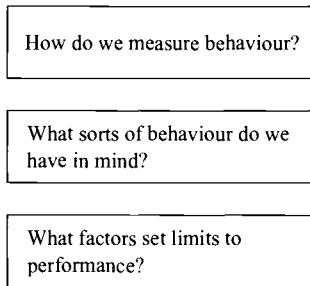 How do we measure behaviour?
What sorts of behaviour do we
have in mind?
What factors set limits to
performance?